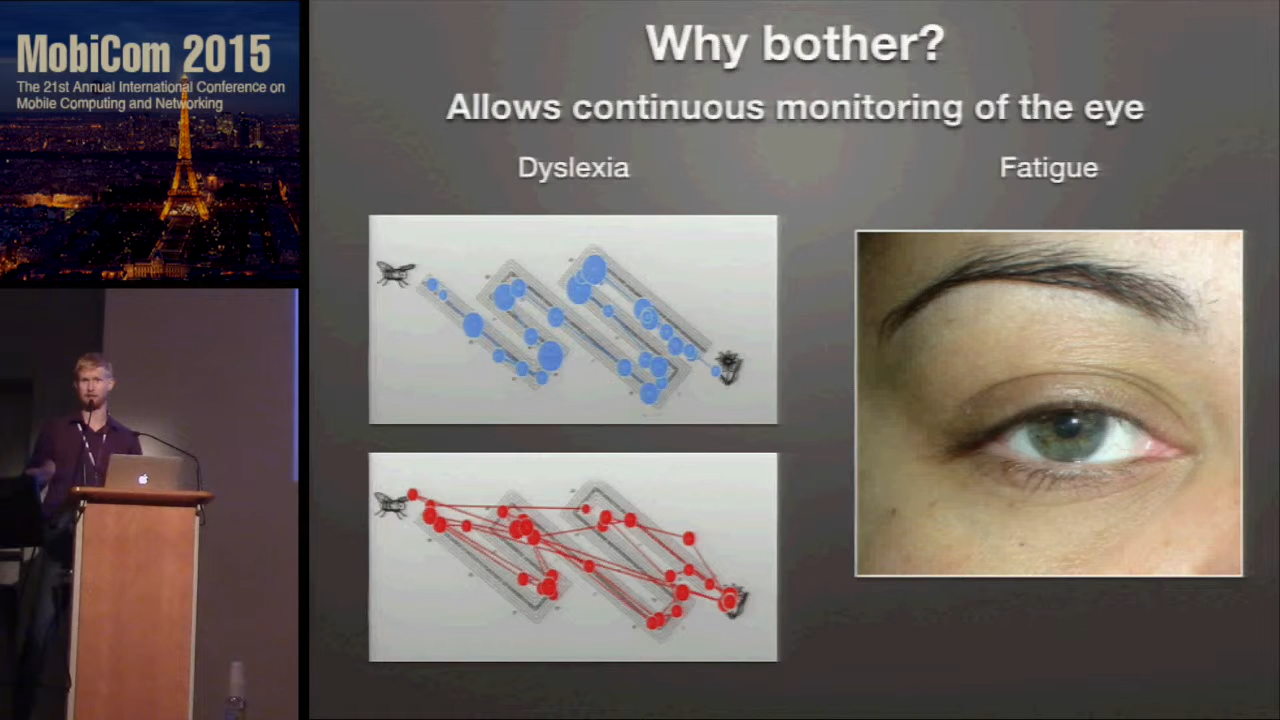 MobiCom 2015
The 21st Annual International Conference on
Mobile Computing and Networking
Why bother?
Allows continuous monitoring of the eye
Dyslexia
Fatigue